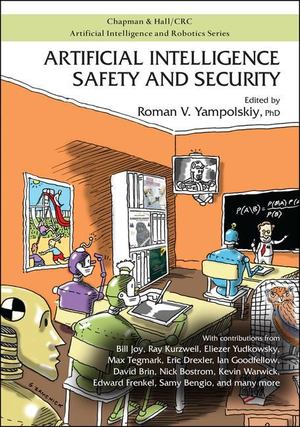 Chapman & Hall/CRC
Artificial Intelligence and Robotics Series
ARTIFICIAL INTELLIGENCE
SAFETY AND SECURITY
Edited by
Roman V. Yampolskiy, PhD
With contributions from
Bill Joy, Ray Kurzweil, Eliezer Yudkowsky,
Max Tegmark, Eric Drexler, Ian Goodfellow,
David Brin, Nick Bostrom, Kevin Warwick,
Edward Frenkel, Samy Bengio, and many more